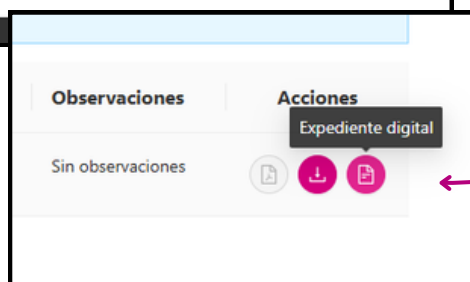 Observaciones Acciones
Expediente digital
Sin observaciones